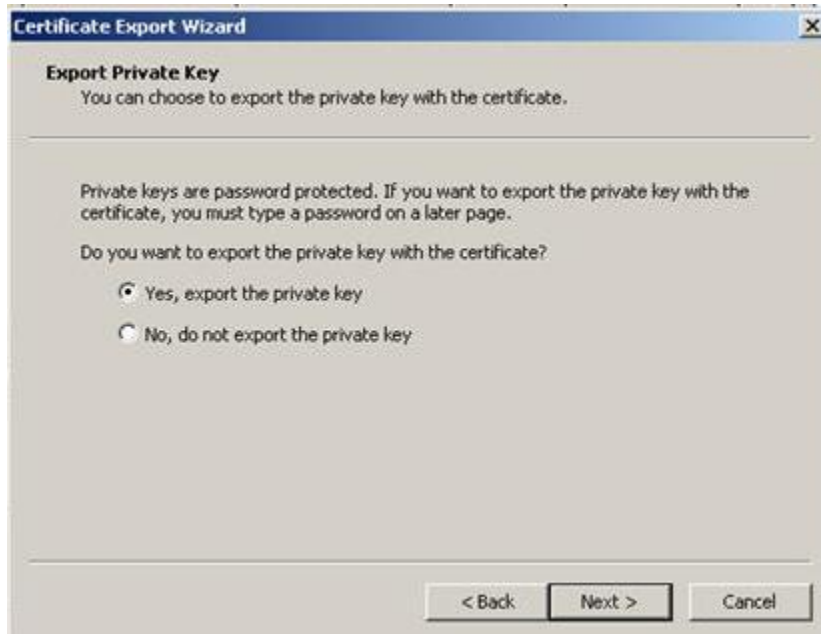 Certificate Export Wizard
Export Private Key
You can choose to export the private key with the certificate.
Private keys are password protected. If you want to export the private key with the
certificate, you must type a password on a later page.
Do you want to export the private key with the certificate?
Yes, export the private key
No, do not export the private key
< Back Next > Cancel